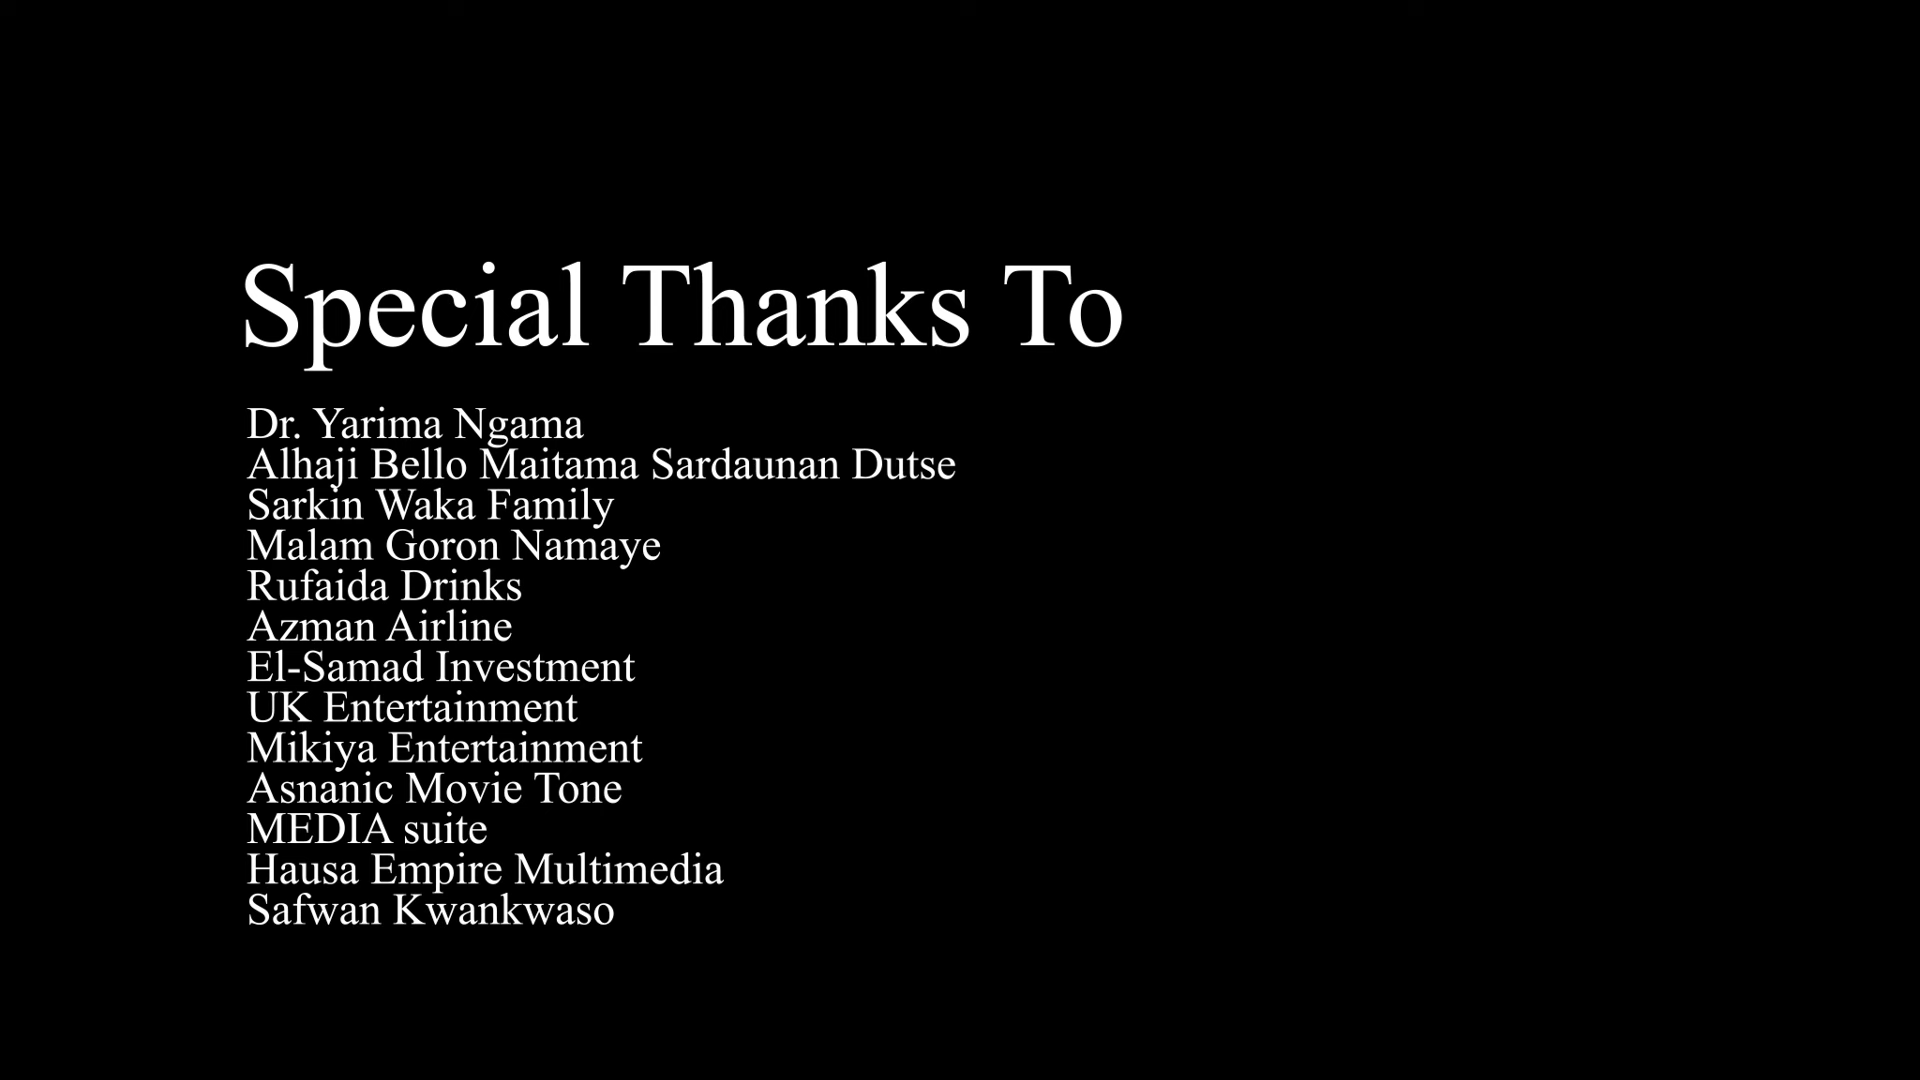 Special Thanks To
Dr. Yarima Ngama
Alhaji Bello Maitama Sardaunan Dutse
Sarkin Waka Family
Malam Goron Namaye
Rufaida Drinks
Azman Airline
El-Samad Investment
UK Entertainment
Mikiya Entertainment
Asnanic Movie Tone
MEDIA suite
Hausa Empire Multimedia
Safwan Kwankwaso